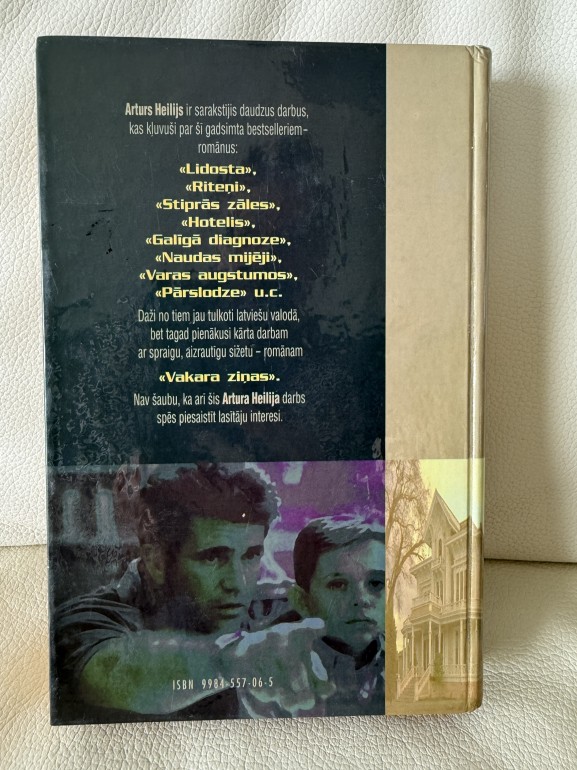 Arturs Heilijs ir sarakstījis daudzus darbus,
kas kļuvuši par šī gadsimta bestselleriem–
romānus:
«Lidosta»,
«Riteņi»,
«Stiprās zāles»,
«Hotelis»,
«Galīgā diagnoze»,
«Naudas mijēji»,
«Varas augstumos»,
«Pārslodze» u.c.
Daži no tiem jau tulkoti latviešu valodā,
bet tagad pienākusi kārta darbam
ar spraigu, aizrautīgu sižetu – romānam
«Vakara ziņas».
Nav šaubu, ka arī šis Artura Heilija darbs
spēs piesaistīt lasītāju interesi.
ISBN 9984-557-06-5